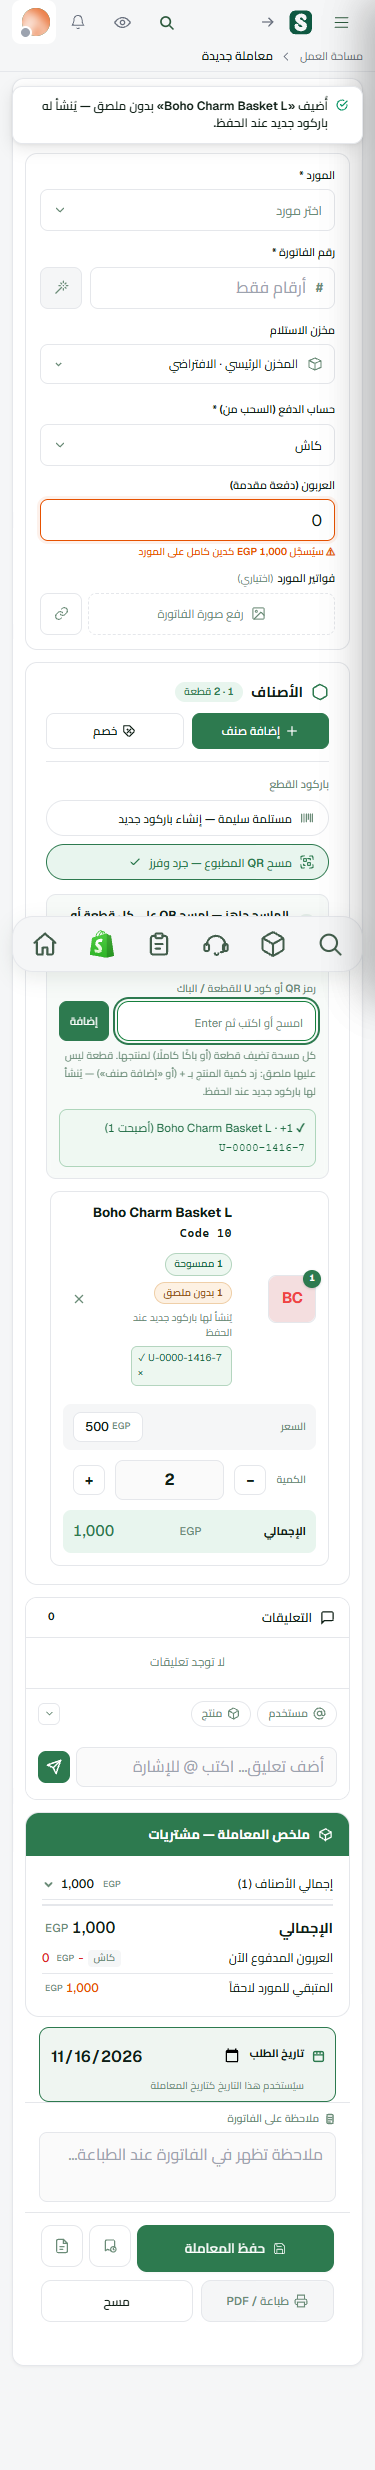 مساحة العمل
معاملة جديدة
أضيف «Boho Charm Basket L» بدون ملصق — يُنشأ له
باركود جديد عند الحفظ.
المورد *
اختر مورد
رقم الفاتورة *
# أرقام فقط
مخزن الاستلام
المخزن الرئيسي · الافتراضي
حساب الدفع (السحب من) *
كاش
العربون (دفعة مقدمة)
0
⚠ سيُسجَّل 1,000 EGP كدين كامل على المورد
فواتير المورد (اختياري)
رفع صورة الفاتورة
الأصناف
1 · 2 قطعة
إضافة صنف
خصم
باركود القطع
مستلمة سليمة — إنشاء باركود جديد
مسح QR المطبوع — جرد وفرز ✓
رمز QR أو كود U للقطعة / الباك
امسح أو اكتب ثم Enter
إضافة
كل مسحة تضيف قطعة (أو باكًا كاملًا) لمنتجها. قطعة ليس
عليها ملصق: زد كمية المنتج بـ + (أو «إضافة صنف») — يُنشأ
لها باركود جديد عند الحفظ.
✓ Boho Charm Basket L · +1 (أصبحت 1)
U-0000-1416-7
Boho Charm Basket L
Code 10
1 ممسوحة
1 بدون ملصق
يُنشأ لها باركود جديد عند
الحفظ
✓ U-0000-1416-7
×
BC
1
السعر
500 EGP
الكمية
−
2
+
الإجمالي
EGP
1,000
التعليقات
0
لا توجد تعليقات
مستخدم
منتج
أضف تعليق... اكتب @ للإشارة
ملخص المعاملة — مشتريات
إجمالي الأصناف (1)
EGP 1,000
الإجمالي
1,000 EGP
العربون المدفوع الآن
كاش
- EGP 0
المتبقي للمورد لاحقاً
1,000 EGP
تاريخ الطلب
11/16/2026
سيُستخدم هذا التاريخ كتاريخ المعاملة
ملاحظة على الفاتورة
ملاحظة تظهر في الفاتورة عند الطباعة...
حفظ المعاملة
طباعة / PDF
مسح